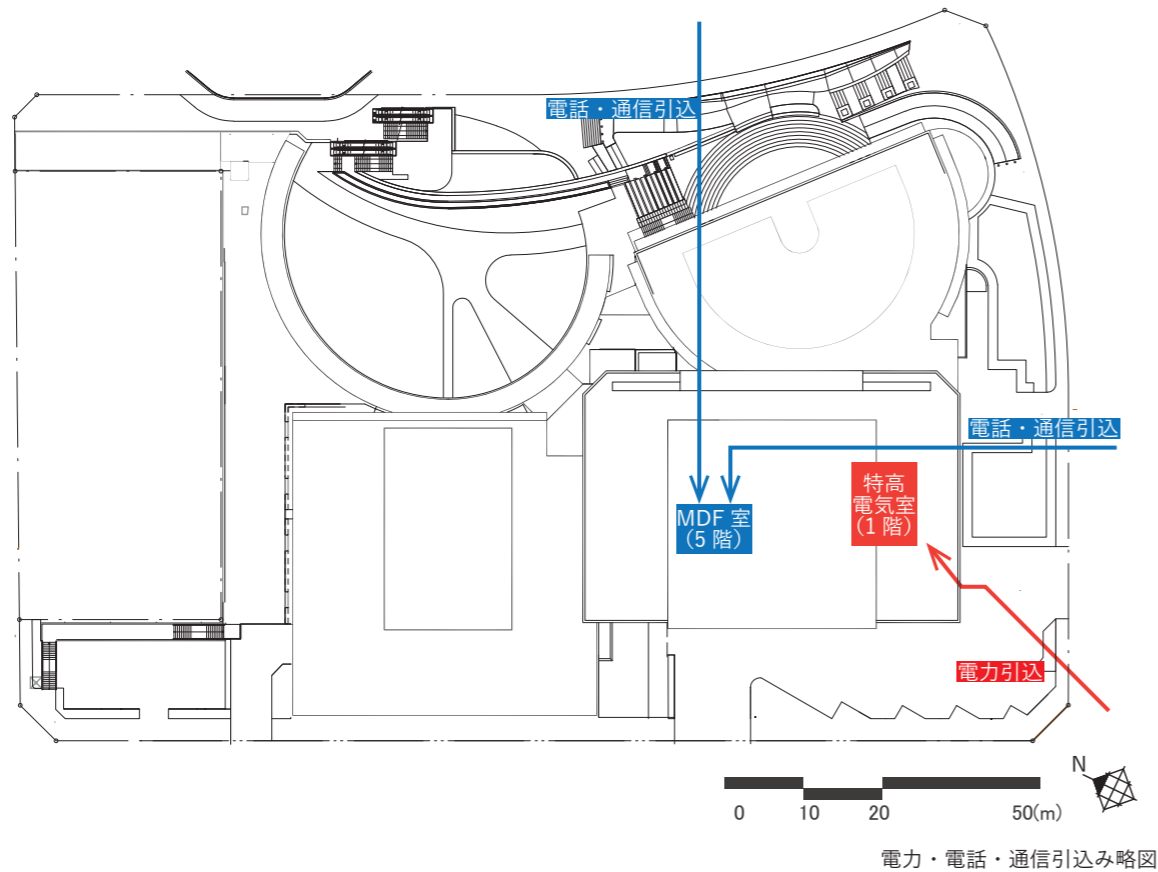 電話・通信引込
電話・通信引込
特高
電気室
（1 階）
MDF 室
（5 階）
電力引込
N
0 10 20 50(m)
電力・電話・通信引込み略図